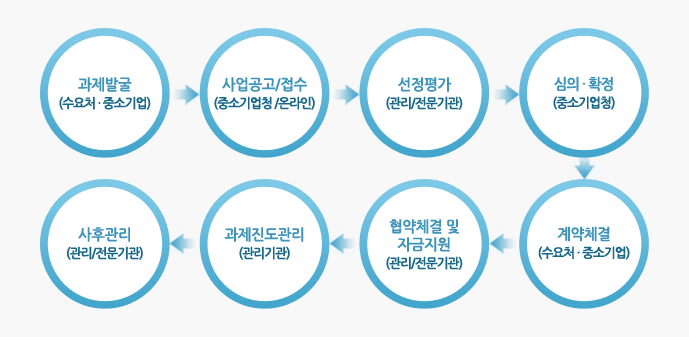 과제발굴
(수요처 · 중소기업)
사업공고/접수
(중소기업청 /온라인)
선정평가
(관리/전문기관)
심의 · 확정
(중소기업청)
계약체결
(수요처 · 중소기업)
협약체결 및
자금지원
(관리/전문기관)
과제진도관리
(관리기관)
사후관리
(관리/전문기관)